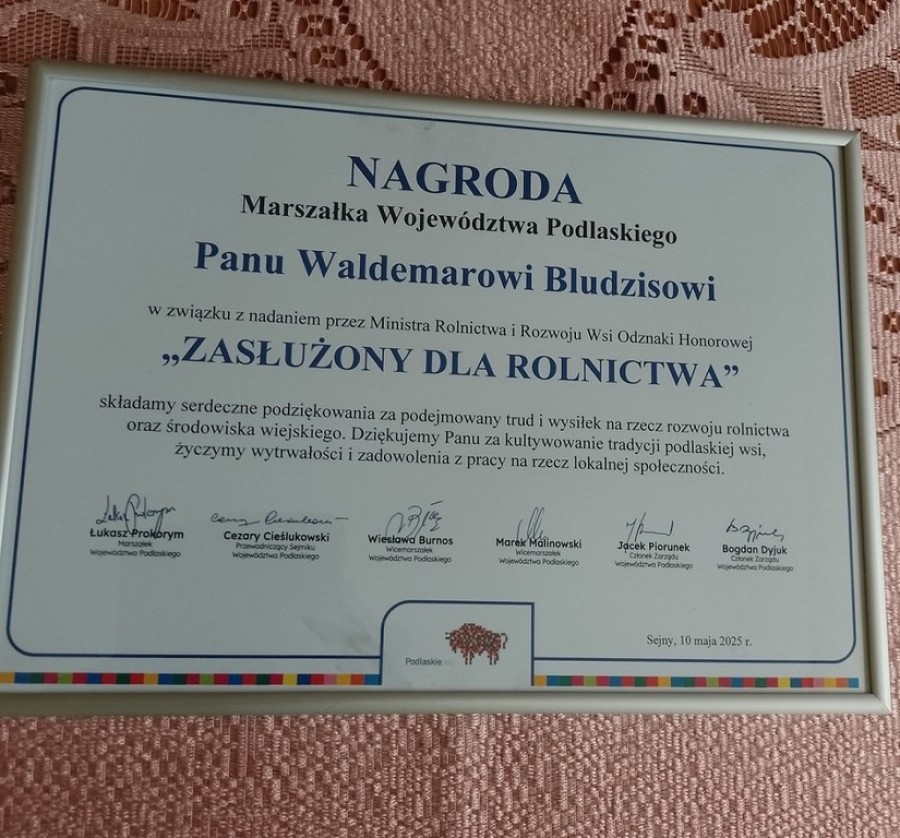 NAGRODA
Marszałka Województwa Podlaskiego
Panu Waldemarowi Bludzisowi
w związku z nadaniem przez Ministra Rolnictwa i Rozwoju Wsi Odznaki Honorowej
„ZASŁUŻONY DLA ROLNICTWA”
składamy serdeczne podziękowania za podejmowany trud i wysiłek na rzecz rozwoju rolnictwa
oraz środowiska wiejskiego. Dziękujemy Panu za kultywowanie tradycji podlaskiej wsi,
życzymy wytrwałości i zadowolenia z pracy na rzecz lokalnej społeczności.
Łukasz Prokorym
Marszałek
Województwa Podlaskiego
Cezary Cieślukowski
Przewodniczący Sejmiku
Województwa Podlaskiego
Wiesława Burnos
Wicemarszałek
Województwa Podlaskiego
Marek Malinowski
Wicemarszałek
Województwa Podlaskiego
Jacek Piorunek
Członek Zarządu
Województwa Podlaskiego
Bogdan Dyjuk
Członek Zarządu
Województwa Podlaskiego
Sejny, 10 maja 2025 r.
Podlaskie